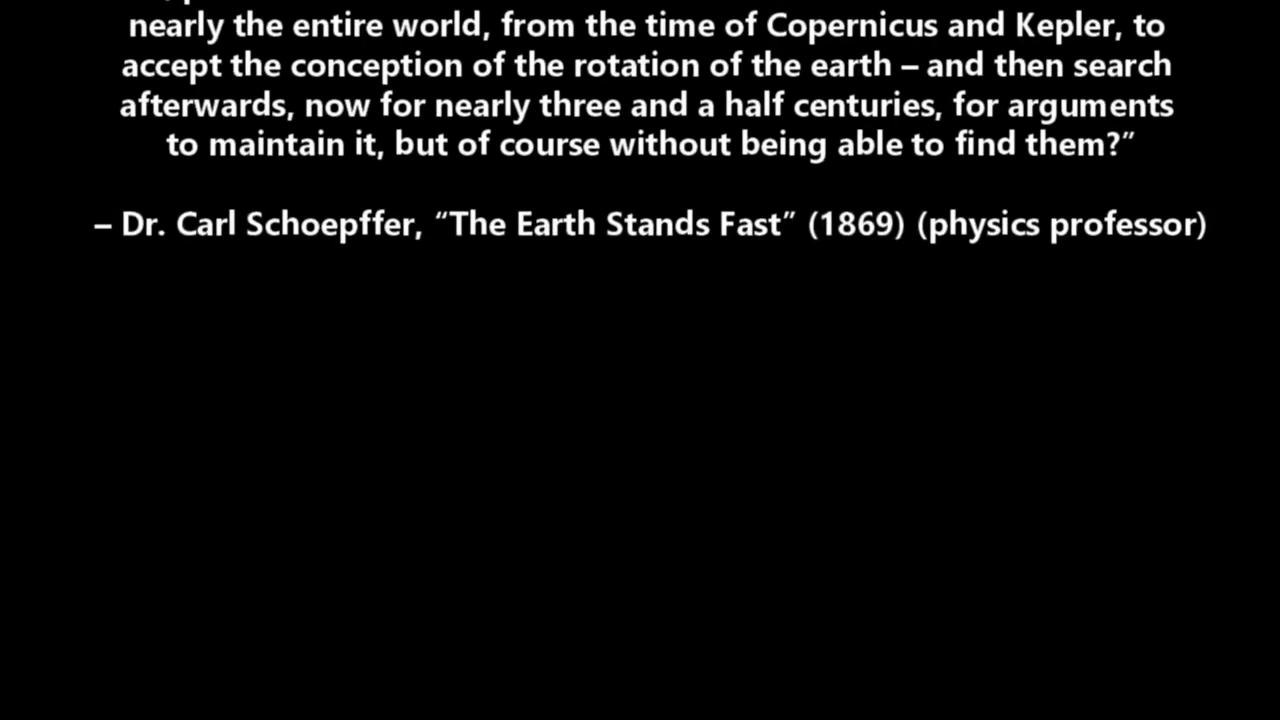 nearly the entire world, from the time of Copernicus and Kepler, to
accept the conception of the rotation of the earth – and then search
afterwards, now for nearly three and a half centuries, for arguments
to maintain it, but of course without being able to find them?”
– Dr. Carl Schoepffer, “The Earth Stands Fast” (1869) (physics professor)